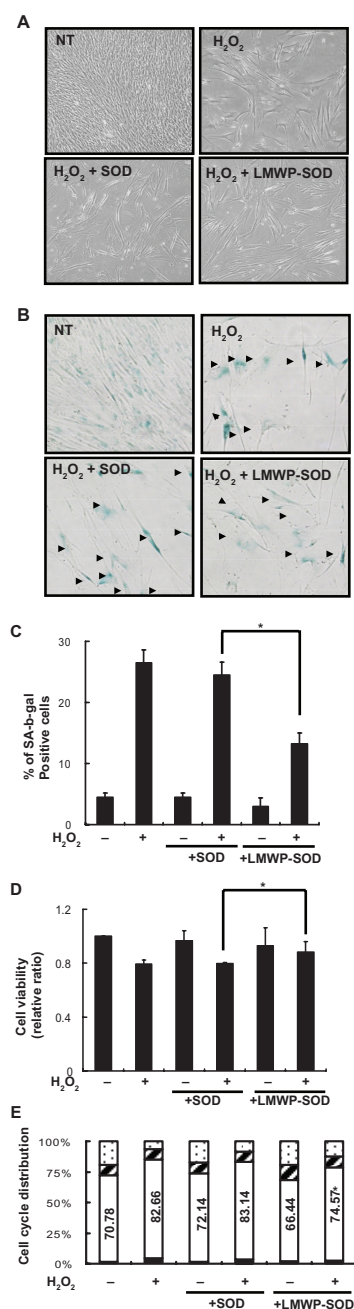 A
NT
H₂O₂
H₂O₂ + SOD
H₂O₂ + LMWP-SOD
B
NT
H₂O₂
H₂O₂ + SOD
H₂O₂ + LMWP-SOD
C
% of SA-b-gal
Positive cells
30
20
10
0
*
H₂O₂ – + – + – +
+SOD +LMWP-SOD
D
Cell viability
(relative ratio)
1.2
0.8
0.4
0
*
H₂O₂ – + – + – +
+SOD +LMWP-SOD
E
Cell cycle distribution
100%
75%
50%
25%
0%
70.78 82.66 72.14 83.14 66.44 74.57*
H₂O₂ – + – + – +
+SOD +LMWP-SOD